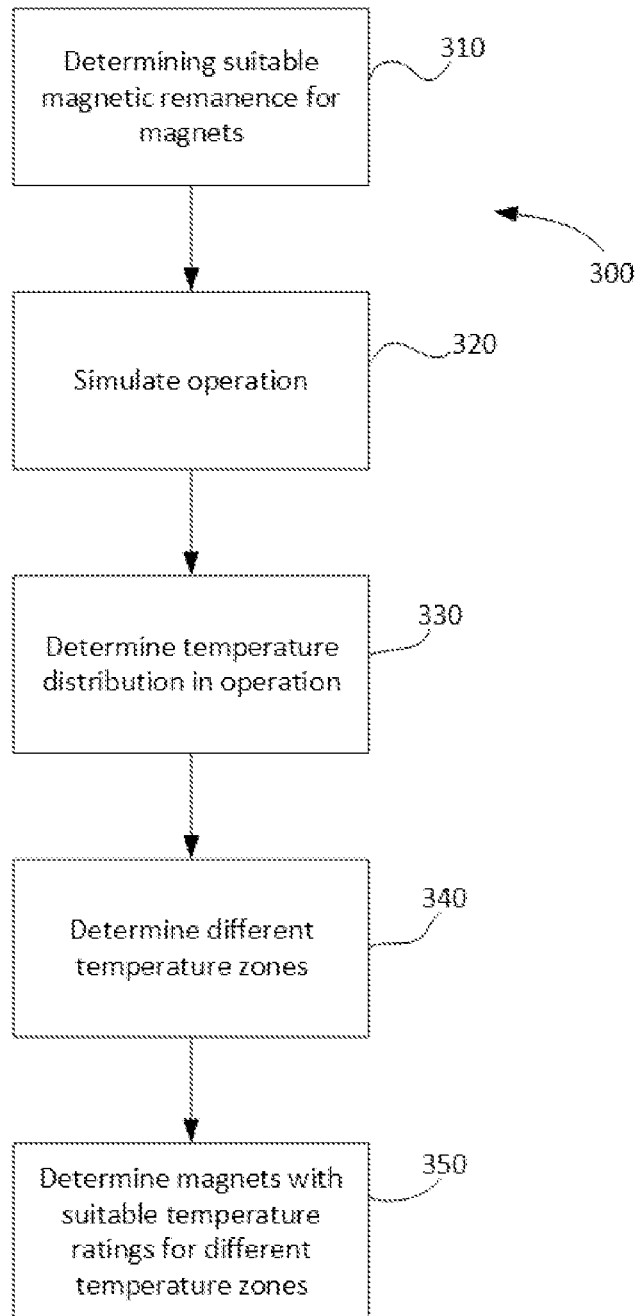 Determining suitable
magnetic remanence for
magnets
310
300
Simulate operation
320
Determine temperature
distribution in operation
330
Determine different
temperature zones
340
Determine magnets with
suitable temperature
ratings for different
temperature zones
350